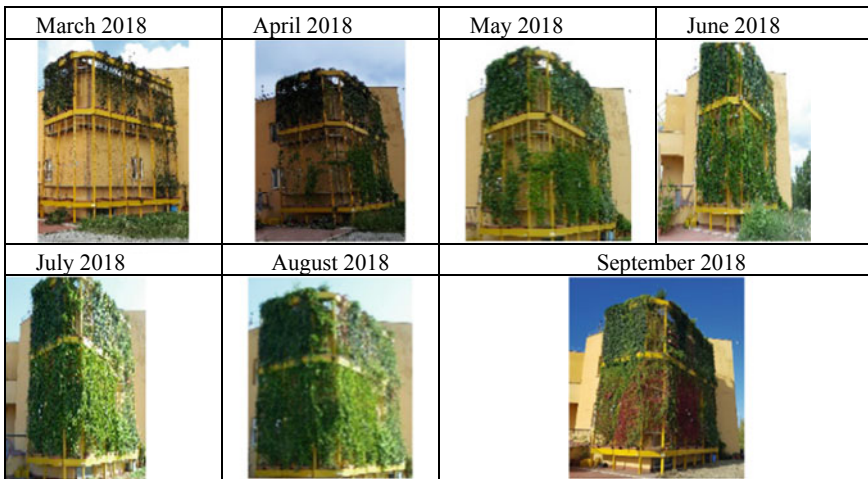 March 2018
April 2018
May 2018
June 2018
July 2018
August 2018
September 2018